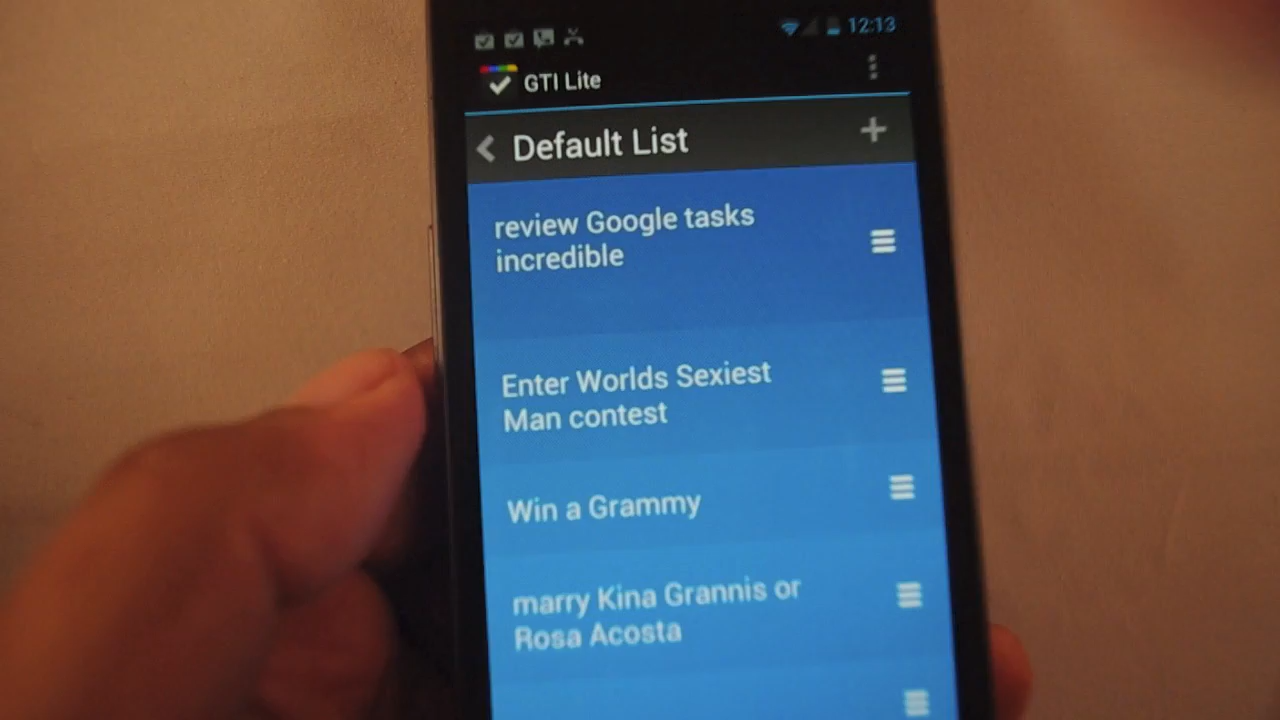 12:13
GTI Lite
Default List
review Google tasks
incredible
Enter Worlds Sexiest
Man contest
Win a Grammy
marry Kina Grannis or
Rosa Acosta